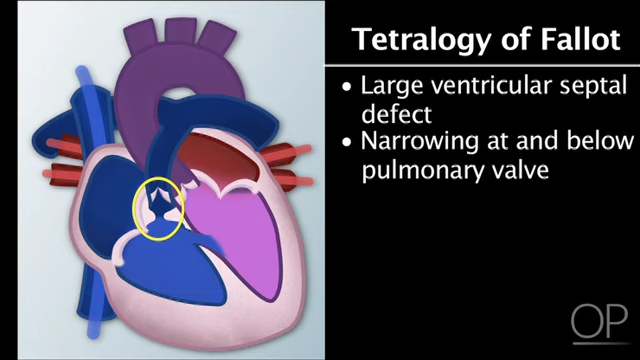 Tetralogy of Fallot
• Large ventricular septal
defect
• Narrowing at and below
pulmonary valve
OP